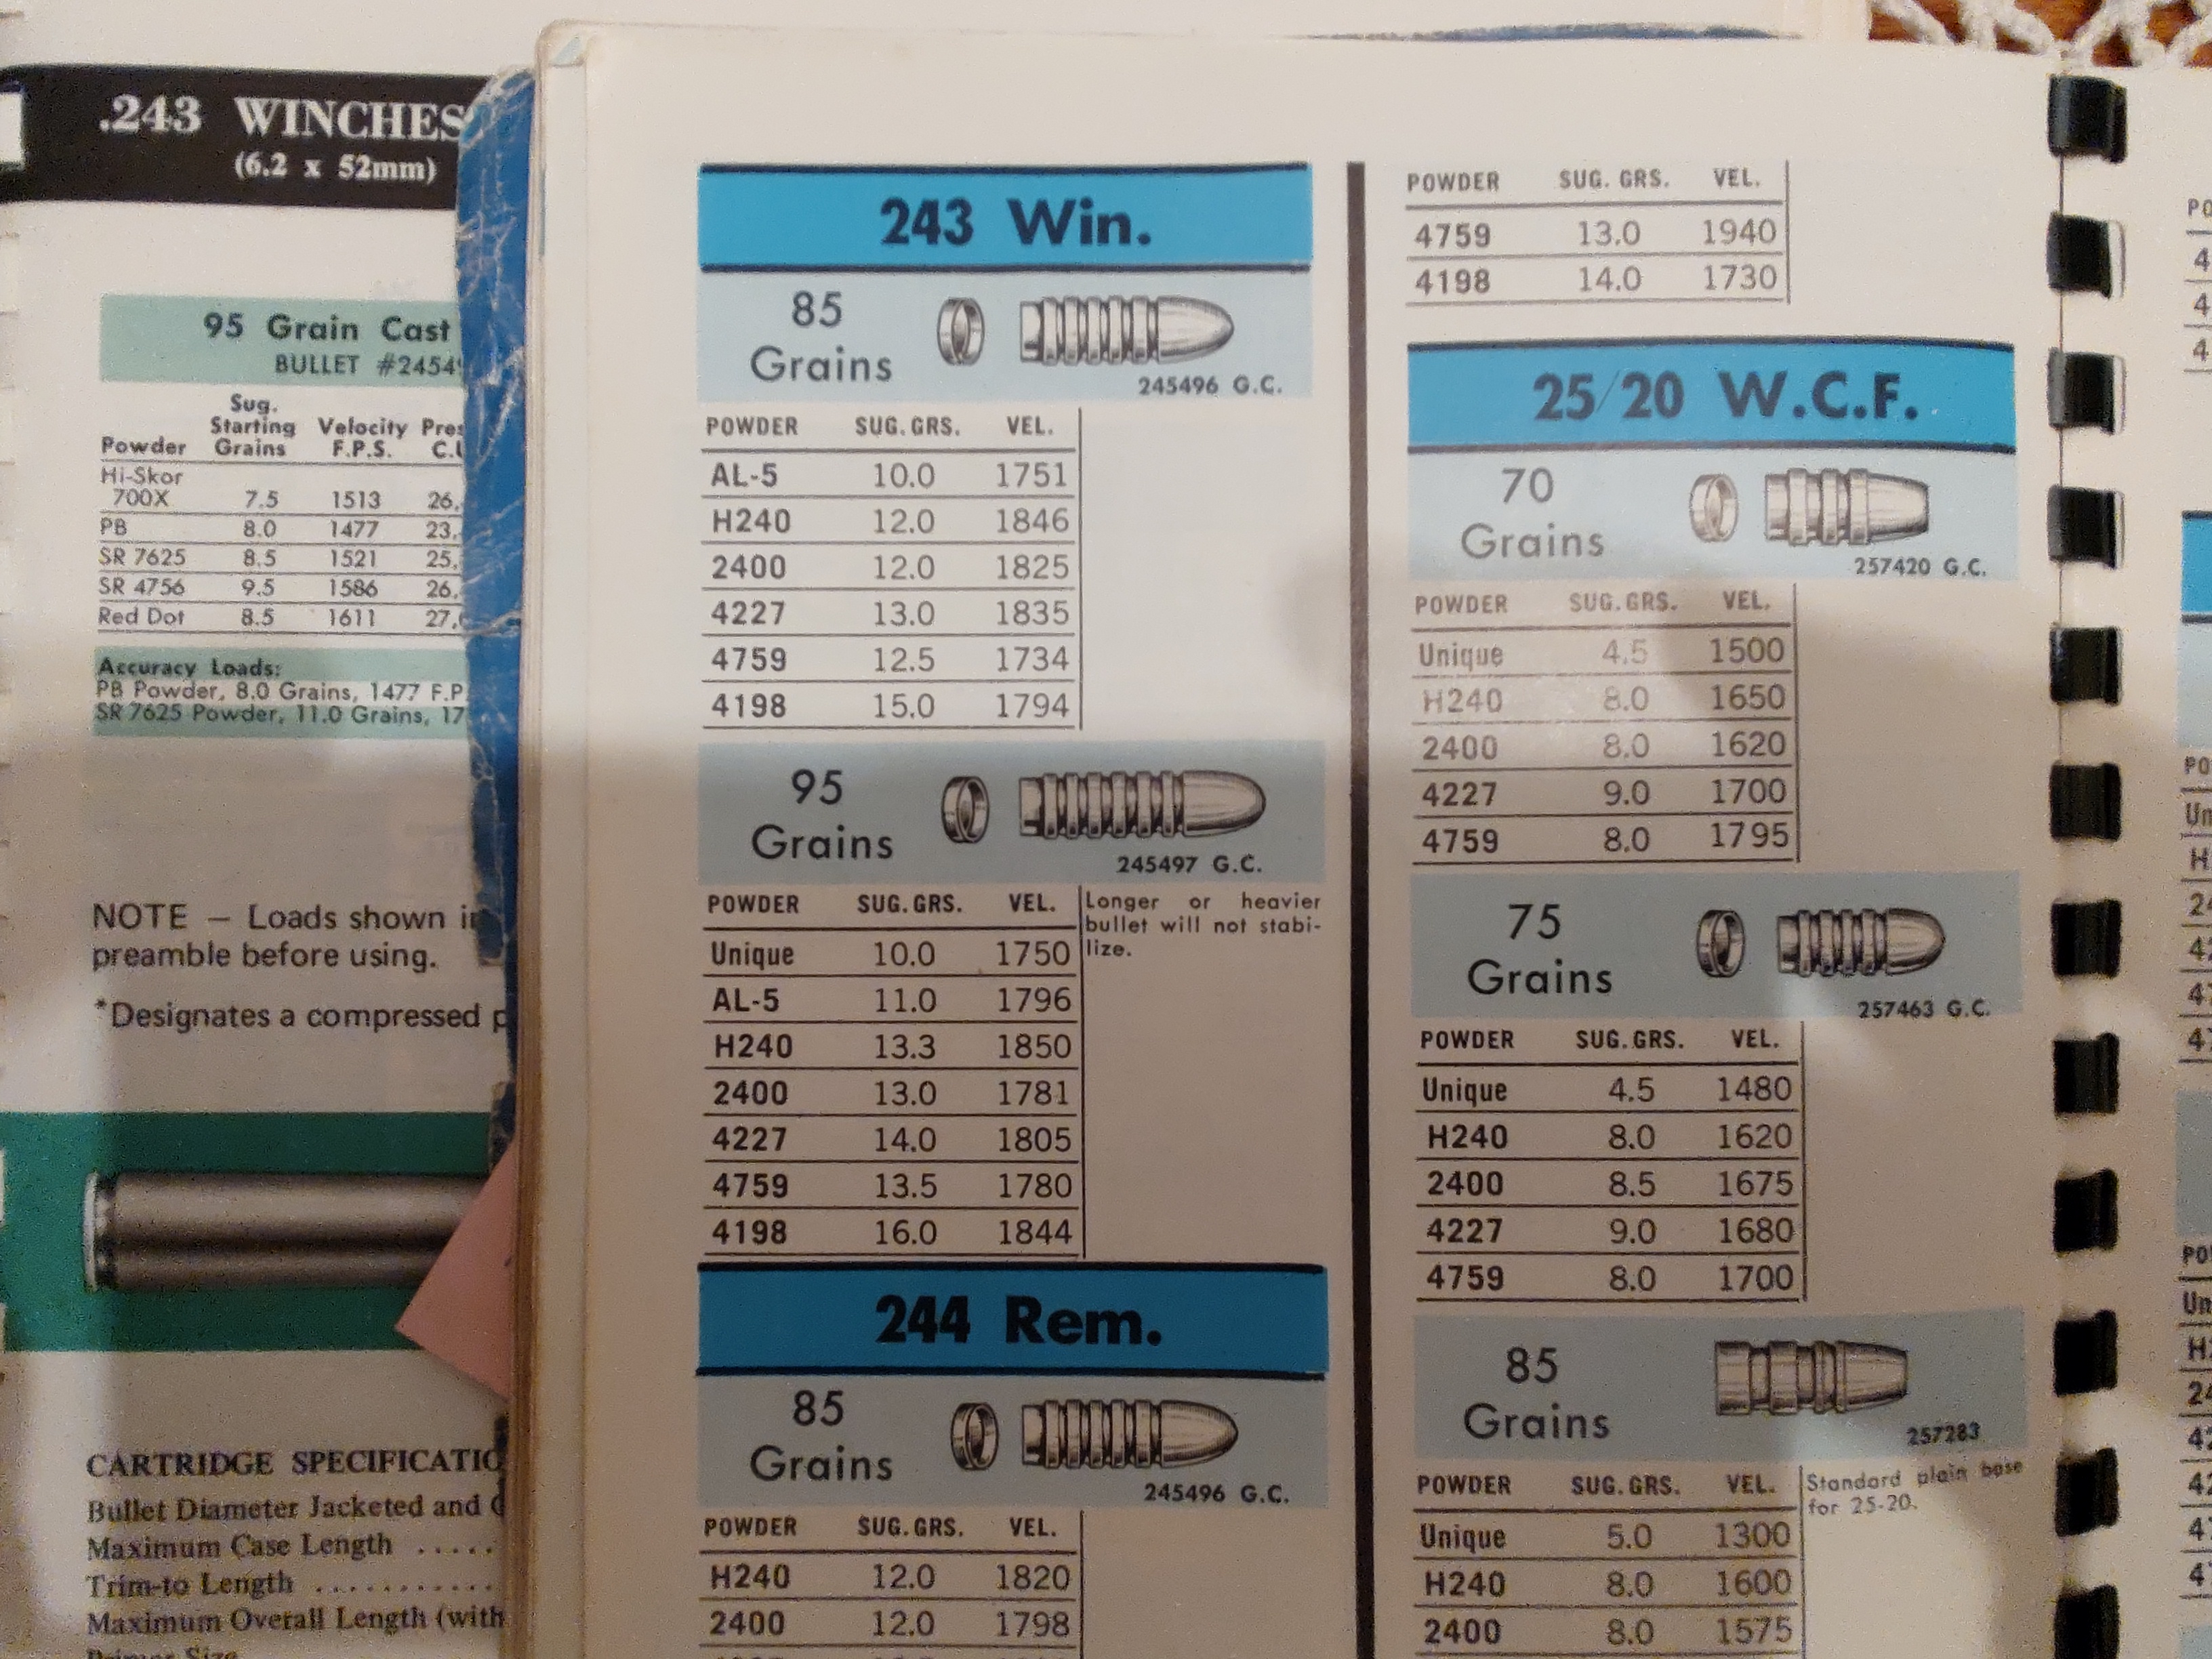 .243 WINCHES
(6.2 x 52mm)
95 Grain Cast
BULLET #24549
Sug.
Starting Velocity Pres
Powder Grains F.P.S.
Hi-Skor
700X 7.5 1513 26,
PB 8.0 1477 23,
SR 7625 8.5 1521 25,
SR 4756 9.5 1586 26,
Red Dot 8.5 1611 27,
Accuracy Loads:
PB Powder, 8.0 Grains, 1477 F.P
SR 7625 Powder, 11.0 Grains, 17
NOTE – Loads shown in
preamble before using.
*Designates a compressed p
CARTRIDGE SPECIFICATIO
Bullet Diameter Jacketed and C
Maximum Case Length .....
Trim-to Length ...........
Maximum Overall Length (with
Primer Size
243 Win.
85
Grains
245496 G.C.
POWDER SUG. GRS. VEL.
AL-5 10.0 1751
H240 12.0 1846
2400 12.0 1825
4227 13.0 1835
4759 12.5 1734
4198 15.0 1794
95
Grains
245497 G.C.
POWDER SUG. GRS. VEL.
Longer or heavier
bullet will not stabi-
lize.
Unique 10.0 1750
AL-5 11.0 1796
H240 13.3 1850
2400 13.0 1781
4227 14.0 1805
4759 13.5 1780
4198 16.0 1844
244 Rem.
85
Grains
245496 G.C.
POWDER SUG. GRS. VEL.
H240 12.0 1820
2400 12.0 1798
POWDER SUG. GRS. VEL.
4759 13.0 1940
4198 14.0 1730
25/20 W.C.F.
70
Grains
257420 G.C.
POWDER SUG. GRS. VEL.
Unique 4.5 1500
H240 8.0 1650
2400 8.0 1620
4227 9.0 1700
4759 8.0 1795
75
Grains
257463 G.C.
POWDER SUG. GRS. VEL.
Unique 4.5 1480
H240 8.0 1620
2400 8.5 1675
4227 9.0 1680
4759 8.0 1700
85
Grains
257283
POWDER SUG. GRS. VEL.
Standard plain base
for 25-20.
Unique 5.0 1300
H240 8.0 1600
2400 8.0 1575